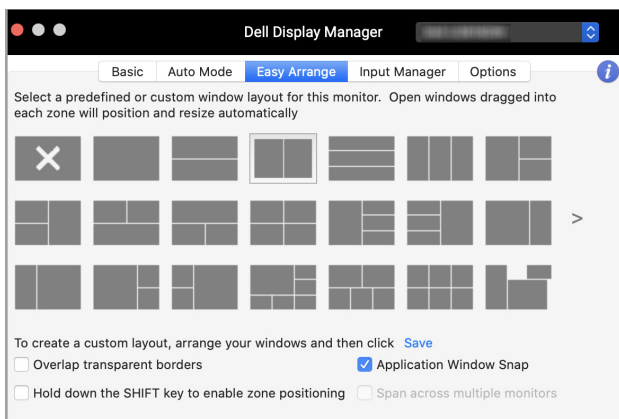 Dell Display Manager
Basic Auto Mode Easy Arrange Input Manager Options i
Select a predefined or custom window layout for this monitor. Open windows dragged into
each zone will position and resize automatically
>
To create a custom layout, arrange your windows and then click Save
Overlap transparent borders Application Window Snap
Hold down the SHIFT key to enable zone positioning Span across multiple monitors